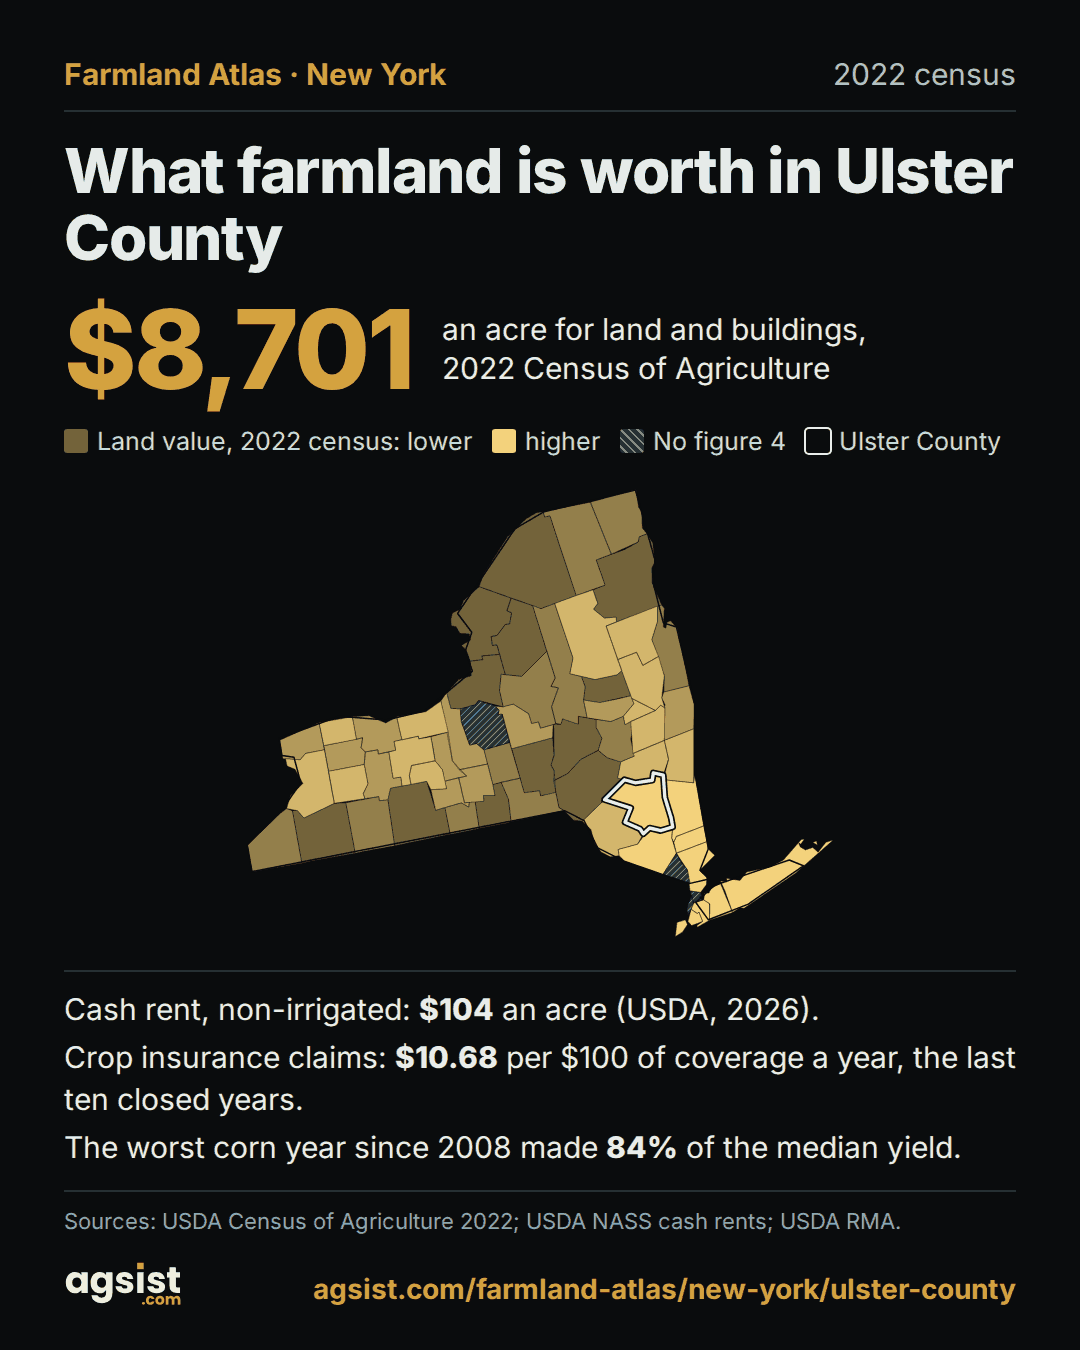 Farmland Atlas · New York
2022 census
What farmland is worth in Ulster
County
$8,701
an acre for land and buildings,
2022 Census of Agriculture
Land value, 2022 census: lower
higher
No figure 4
Ulster County
Cash rent, non-irrigated: $104 an acre (USDA, 2026).
Crop insurance claims: $10.68 per $100 of coverage a year, the last
ten closed years.
The worst corn year since 2008 made 84% of the median yield.
Sources: USDA Census of Agriculture 2022; USDA NASS cash rents; USDA RMA.
agsist
.com
agsist.com/farmland-atlas/new-york/ulster-county